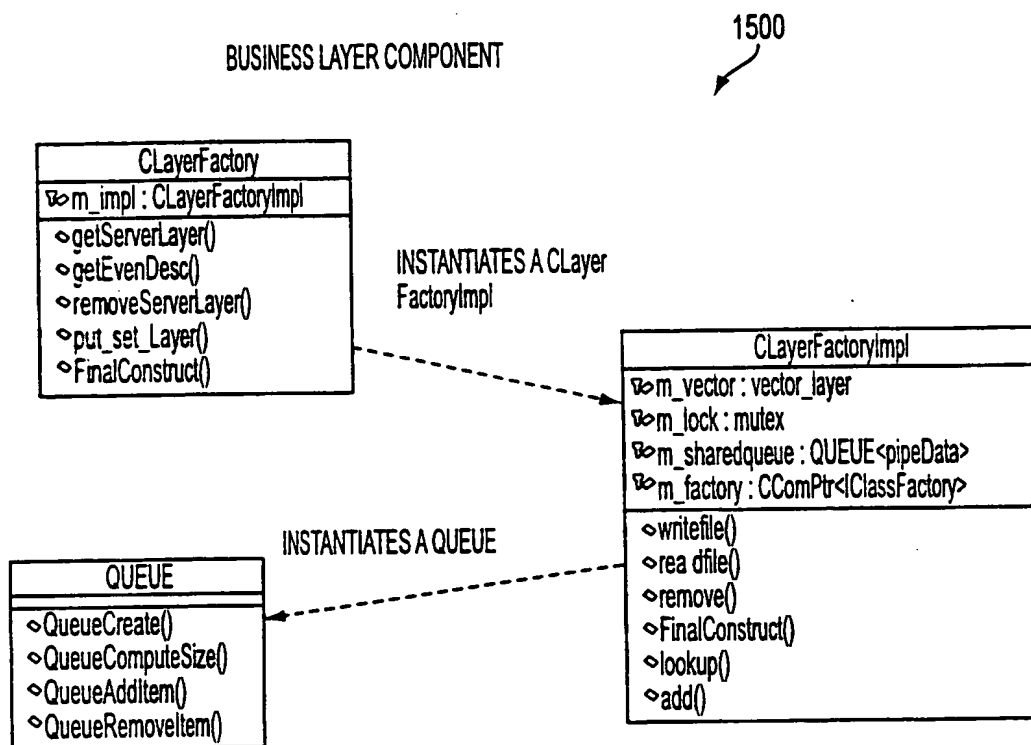 1500
BUSINESS LAYER COMPONENT
CLayerFactory
m_impl : CLayerFactoryImpl
getServerLayer()
getEvenDesc()
removeServerLayer()
put_set_Layer()
FinalConstruct()
INSTANTIATES A CLayer
FactoryImpl
CLayerFactoryImpl
m_vector : vector_layer
m_lock : mutex
m_sharedqueue : QUEUE<pipeData>
m_factory : CComPtr<IClassFactory>
writefile()
rea dfile()
remove()
FinalConstruct()
lookup()
add()
INSTANTIATES A QUEUE
QUEUE
QueueCreate()
QueueComputeSize()
QueueAddItem()
QueueRemoveItem()